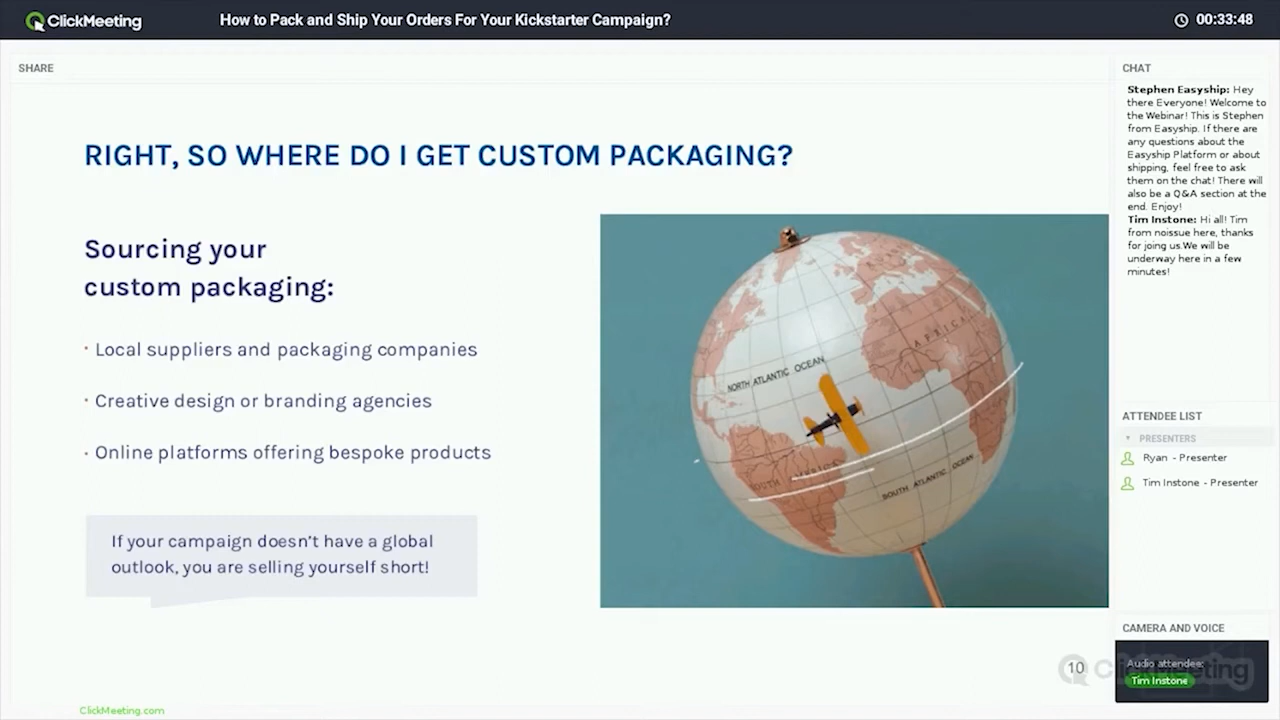 ClickMeeting
How to Pack and Ship Your Orders For Your Kickstarter Campaign?
00:33:48
SHARE
RIGHT, SO WHERE DO I GET CUSTOM PACKAGING?
Sourcing your
custom packaging:
· Local suppliers and packaging companies
· Creative design or branding agencies
· Online platforms offering bespoke products
If your campaign doesn't have a global
outlook, you are selling yourself short!
NORTH ATLANTIC OCEAN
AFRICA
SOUTH AMERICA
SOUTH ATLANTIC OCEAN
10
ClickMeeting
ClickMeeting.com
CHAT
Stephen Easyship: Hey
there Everyone! Welcome to
the Webinar! This is Stephen
from Easyship. If there are
any questions about the
Easyship Platform or about
shipping, feel free to ask
them on the chat! There will
also be a Q&A section at the
end. Enjoy!
Tim Instone: Hi all! Tim
from noissue here, thanks
for joing us.We will be
underway here in a few
minutes!
ATTENDEE LIST
PRESENTERS
Ryan - Presenter
Tim Instone - Presenter
CAMERA AND VOICE
Audio attendee:
Tim Instone